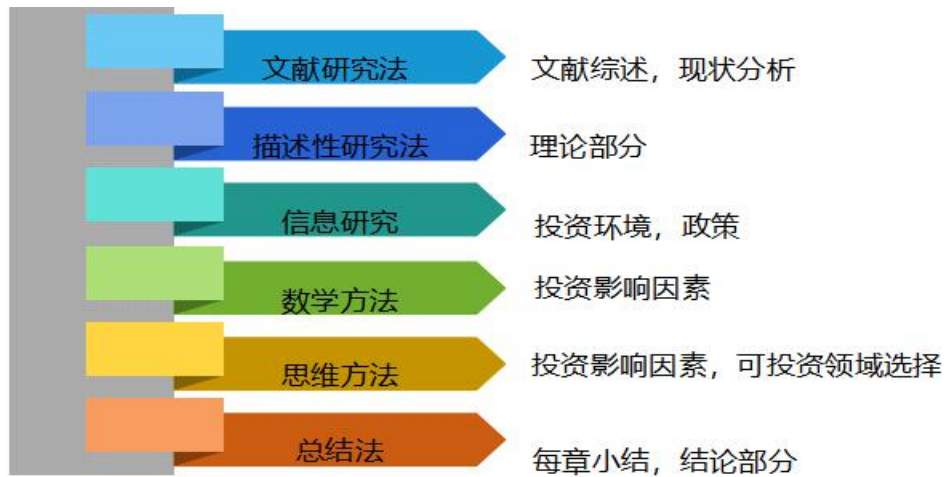 文献研究法
文献综述，现状分析
描述性研究法
理论部分
信息研究
投资环境，政策
数学方法
投资影响因素
思维方法
投资影响因素，可投资领域选择
总结法
每章小结，结论部分